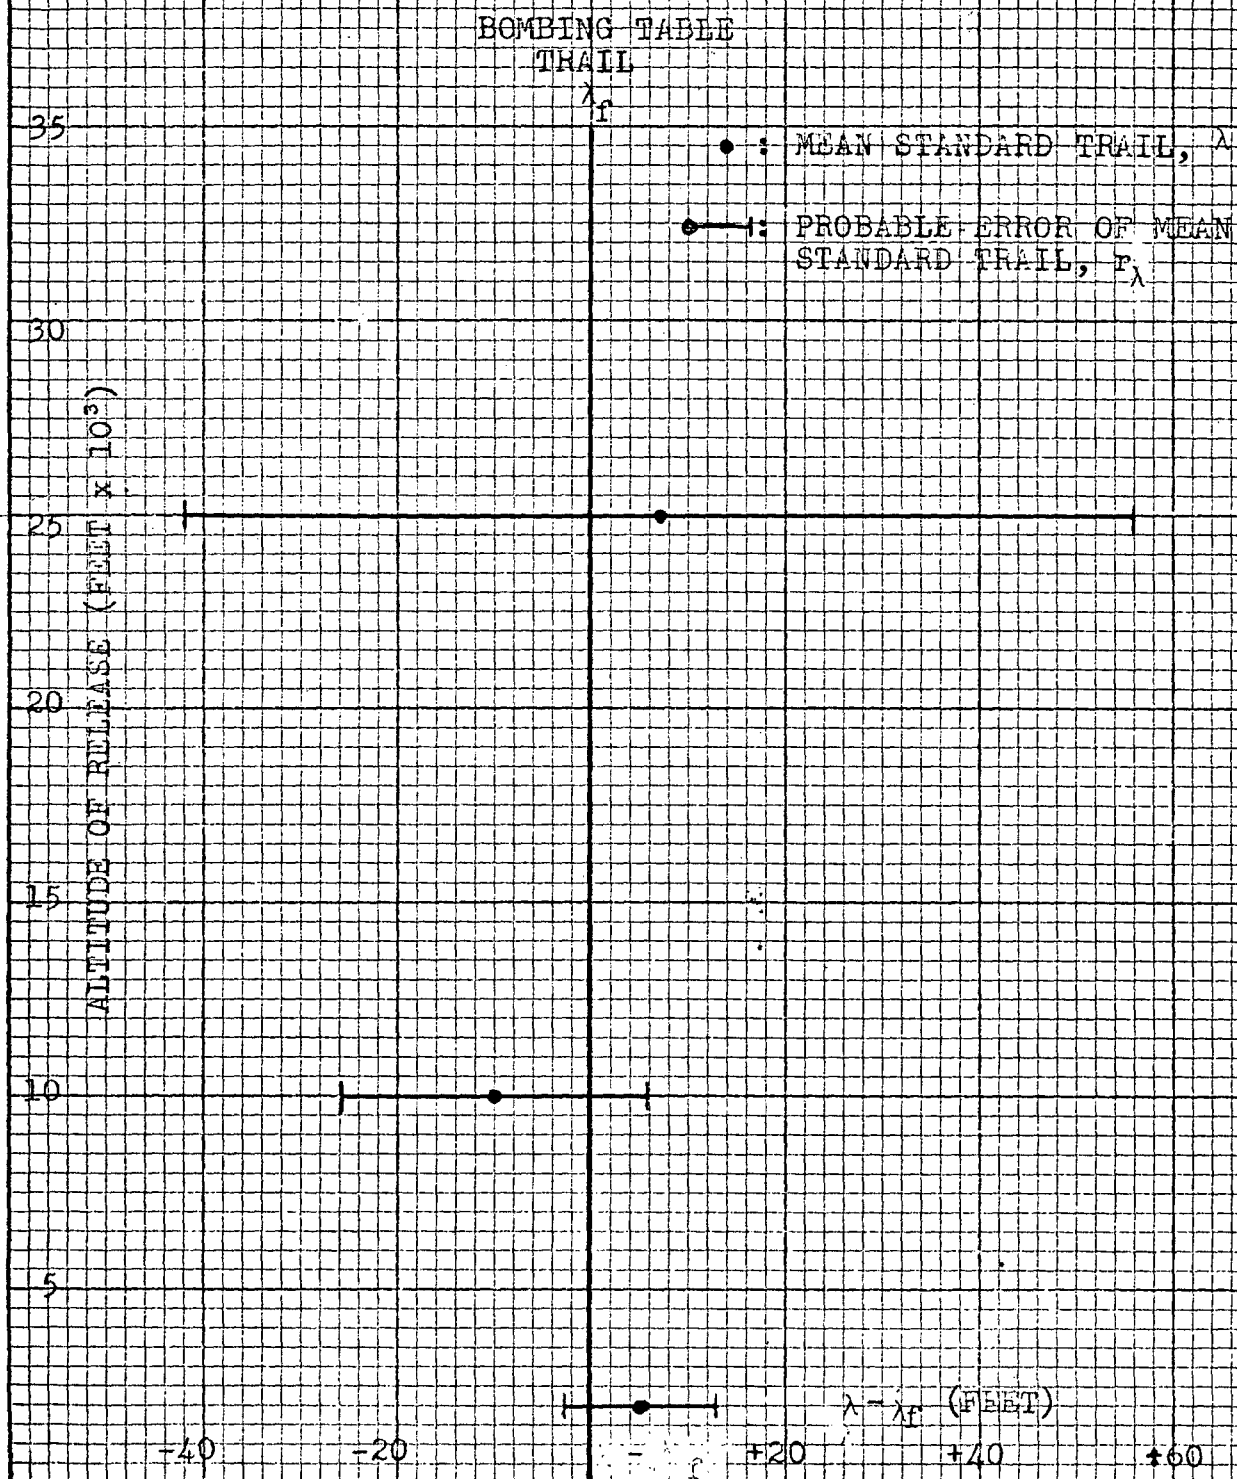 BOMBING TABLE
TRAIL
λf
35
• : MEAN STANDARD TRAIL, λ
: PROBABLE ERROR OF MEAN
STANDARD TRAIL, rλ
30
ALTITUDE OF RELEASE (FEET x 10³)
25
20
15
10
5
λ - λf (FEET)
-40 -20 - +20 +40 +60
f